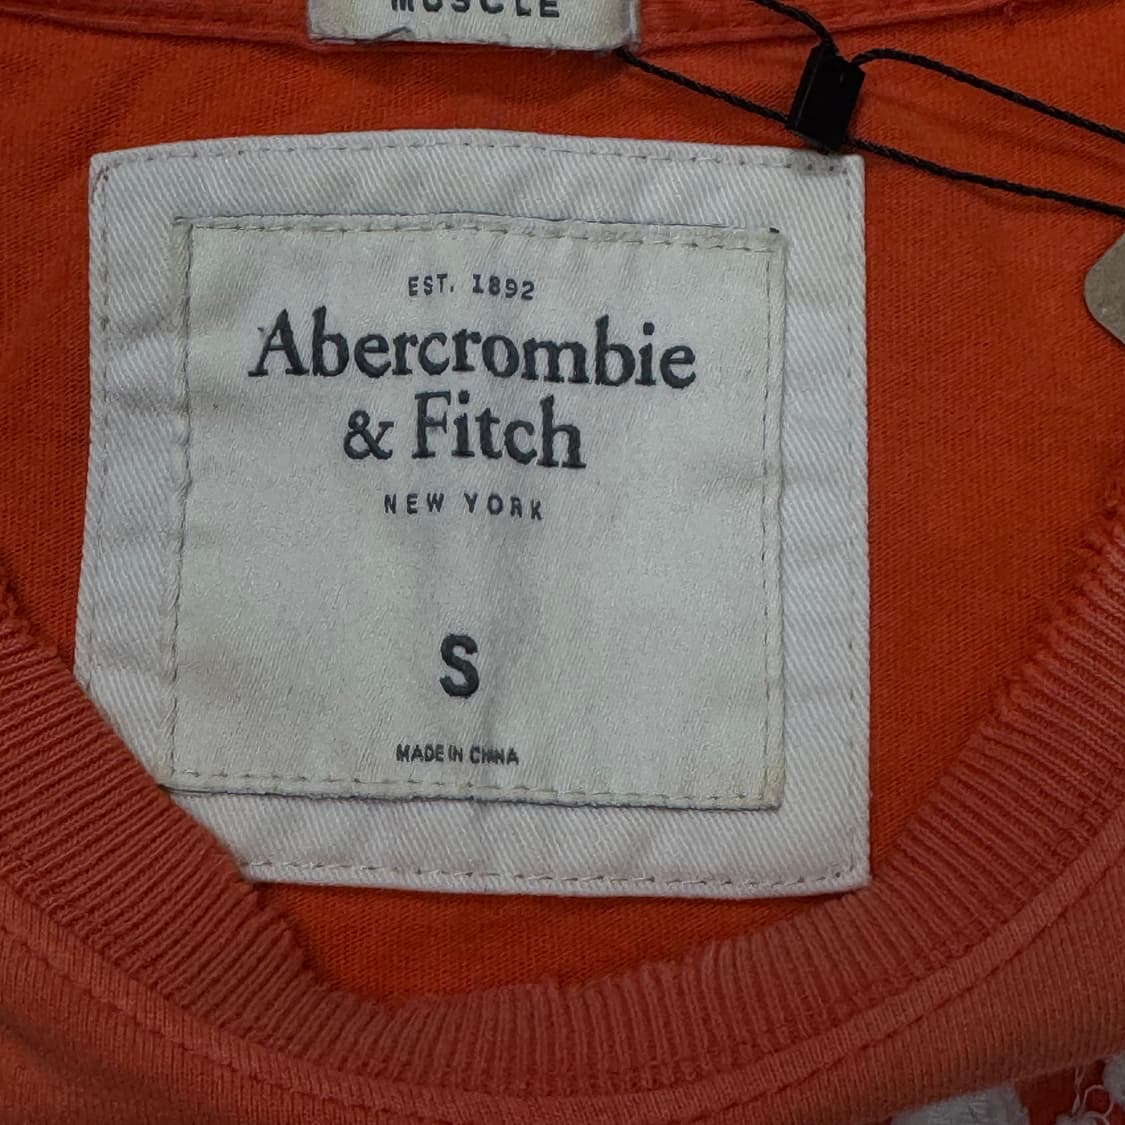 MUSCLE
EST. 1892
Abercrombie
& Fitch
NEW YORK
S
MADE IN CHINA